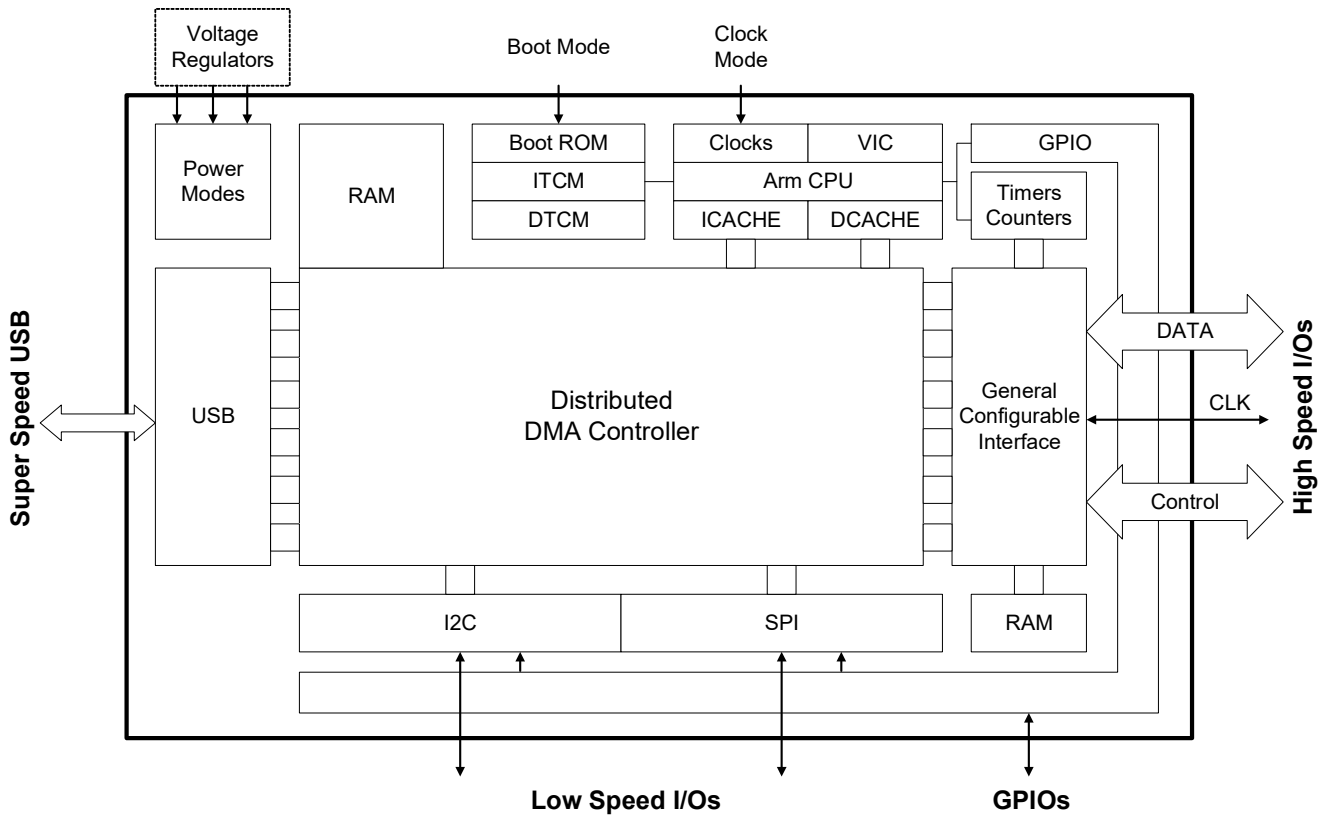 Voltage
Regulators
Boot Mode
Clock
Mode
Power
Modes
RAM
Boot ROM
ITCM
DTCM
Clocks
VIC
Arm CPU
ICACHE
DCACHE
GPIO
Timers
Counters
Super Speed USB
USB
Distributed
DMA Controller
General
Configurable
Interface
DATA
CLK
Control
High Speed I/Os
I2C
SPI
RAM
Low Speed I/Os
GPIOs